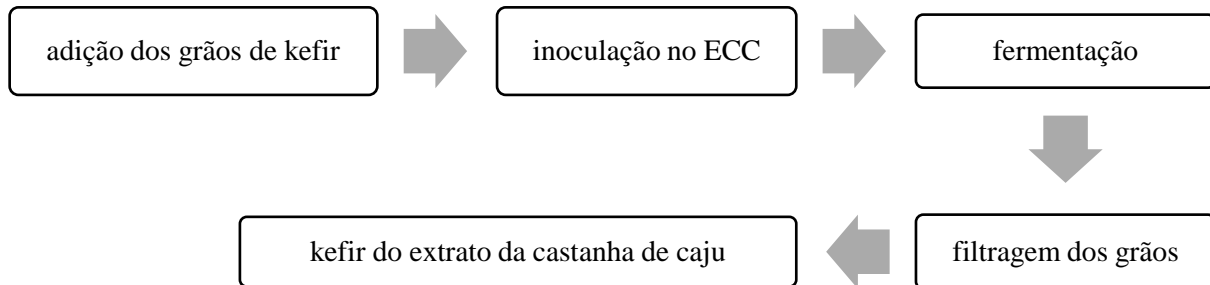 adição dos grãos de kefir
inoculação no ECC
fermentação
filtragem dos grãos
kefir do extrato da castanha de caju